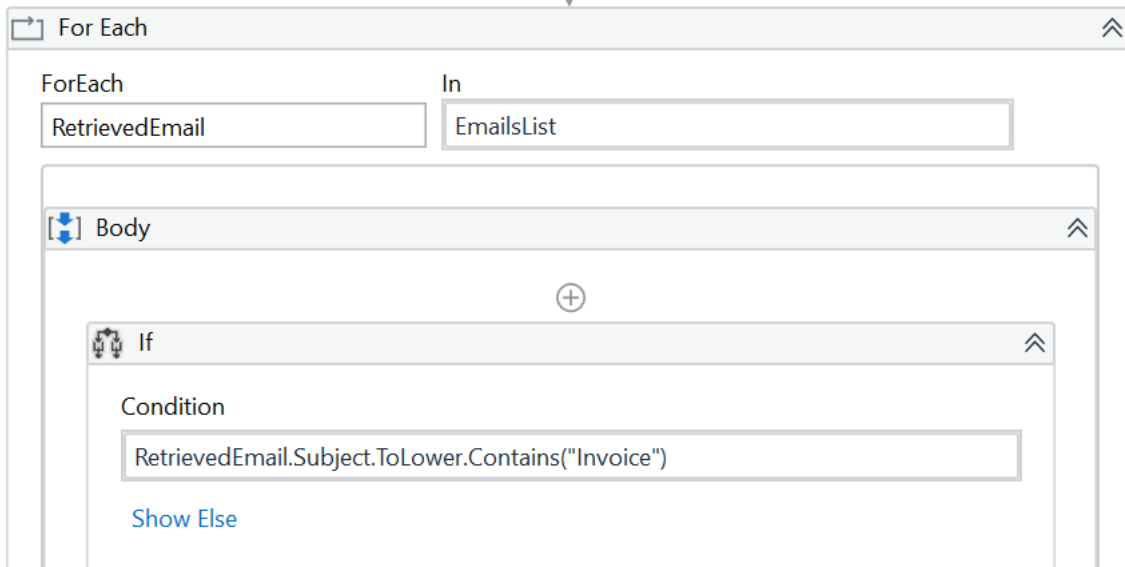 For Each
ForEach In
RetrievedEmail EmailsList
Body
If
Condition
RetrievedEmail.Subject.ToLower.Contains("Invoice")
Show Else